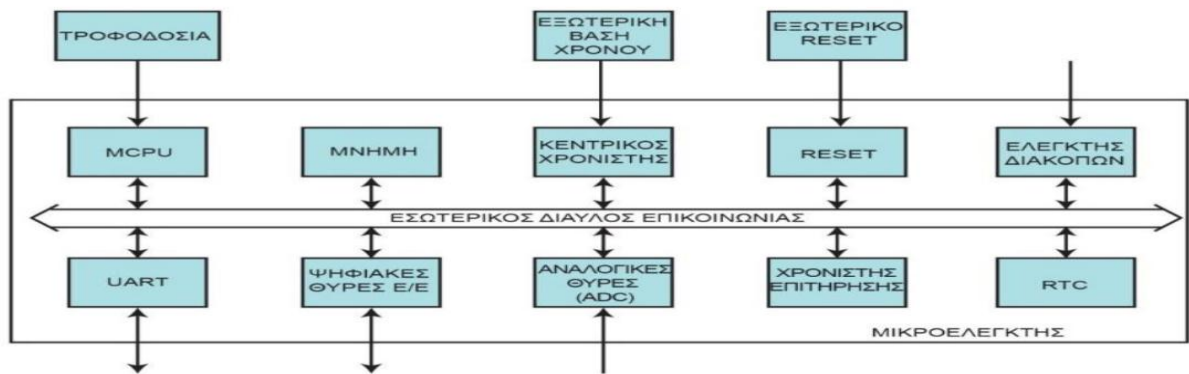 ΤΡΟΦΟΔΟΣΙΑ
ΕΞΩΤΕΡΙΚΗ
ΒΑΣΗ
ΧΡΟΝΟΥ
ΕΞΩΤΕΡΙΚΟ
RESET
MCPU
ΜΝΗΜΗ
ΚΕΝΤΡΙΚΟΣ
ΧΡΟΝΙΣΤΗΣ
RESET
ΕΛΕΓΚΤΗΣ
ΔΙΑΚΟΠΩΝ
ΕΣΩΤΕΡΙΚΟΣ ΔΙΑΥΛΟΣ ΕΠΙΚΟΙΝΩΝΙΑΣ
UART
ΨΗΦΙΑΚΕΣ
ΘΥΡΕΣ Ε/Ε
ΑΝΑΛΟΓΙΚΕΣ
ΘΥΡΕΣ
(ADC)
ΧΡΟΝΙΣΤΗΣ
ΕΠΙΤΗΡΗΣΗΣ
RTC
ΜΙΚΡΟΕΛΕΓΚΤΗΣ